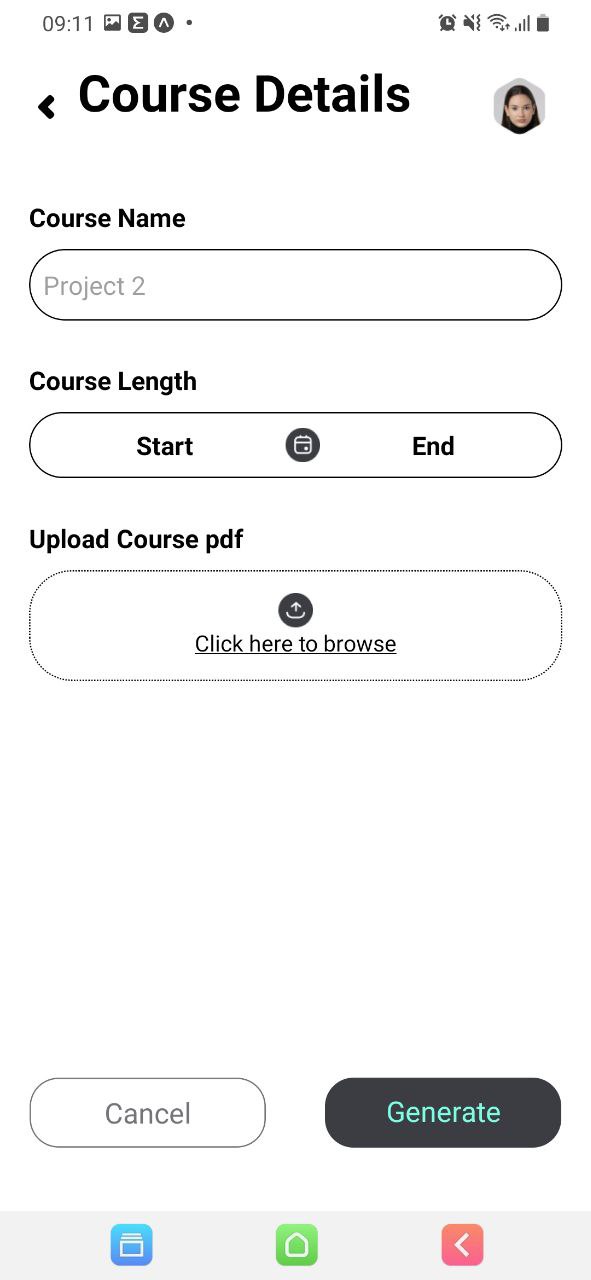 09:11
Course Details
Course Name
Project 2
Course Length
Start End
Upload Course pdf
Click here to browse
Cancel Generate